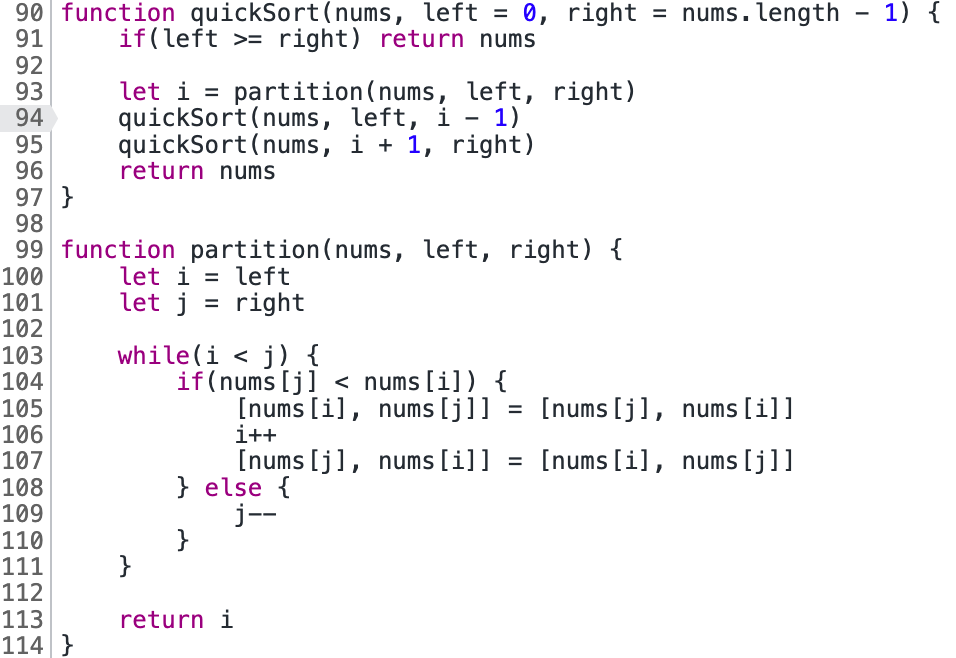 90 function quickSort(nums, left = 0, right = nums.length - 1) {
91     if(left >= right) return nums
92
93     let i = partition(nums, left, right)
94     quickSort(nums, left, i - 1)
95     quickSort(nums, i + 1, right)
96     return nums
97 }
98
99 function partition(nums, left, right) {
100     let i = left
101     let j = right
102
103     while(i < j) {
104         if(nums[j] < nums[i]) {
105             [nums[i], nums[j]] = [nums[j], nums[i]]
106             i++
107             [nums[j], nums[i]] = [nums[i], nums[j]]
108         } else {
109             j--
110         }
111     }
112
113     return i
114 }